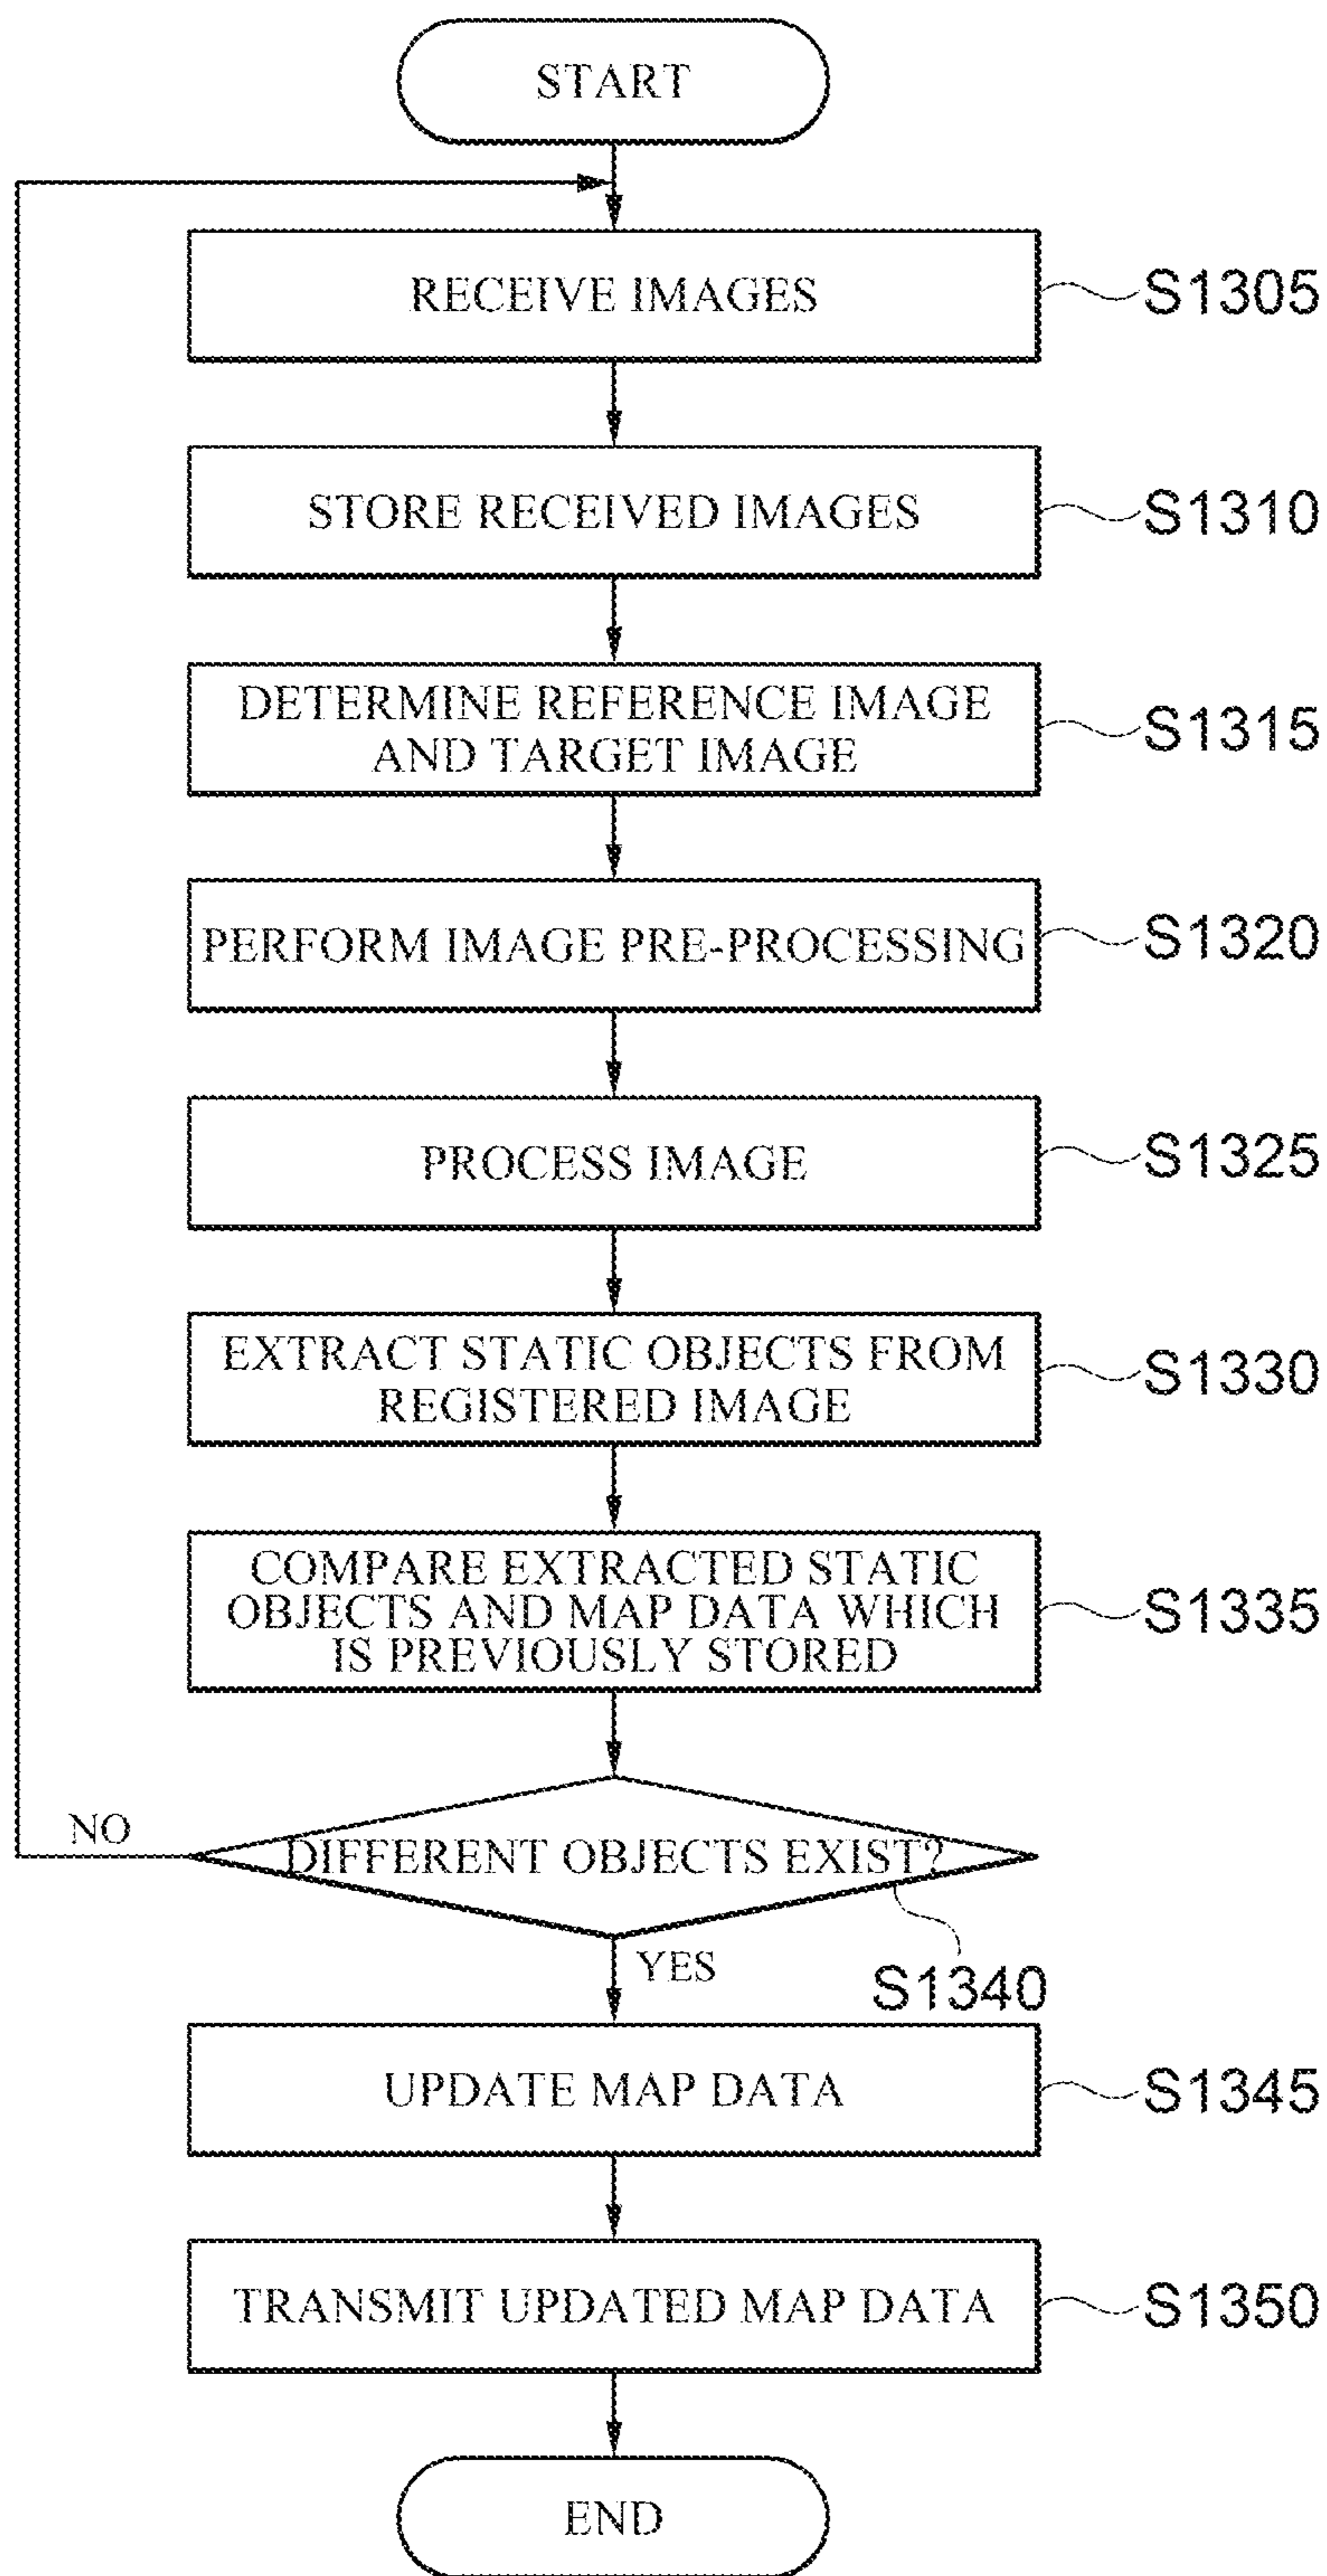 START
RECEIVE IMAGES
S1305
STORE RECEIVED IMAGES
S1310
DETERMINE REFERENCE IMAGE
AND TARGET IMAGE
S1315
PERFORM IMAGE PRE-PROCESSING
S1320
PROCESS IMAGE
S1325
EXTRACT STATIC OBJECTS FROM
REGISTERED IMAGE
S1330
COMPARE EXTRACTED STATIC
OBJECTS AND MAP DATA WHICH
IS PREVIOUSLY STORED
S1335
NO
DIFFERENT OBJECTS EXIST?
YES
S1340
UPDATE MAP DATA
S1345
TRANSMIT UPDATED MAP DATA
S1350
END